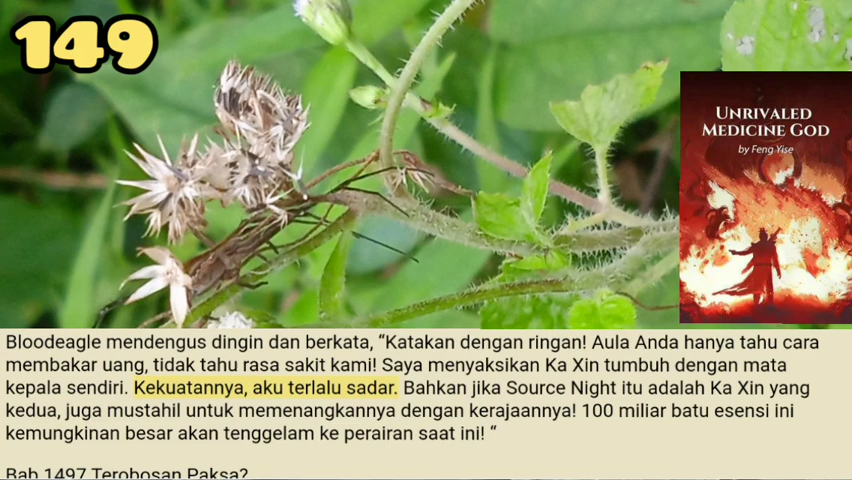 149
UNRIVALED
MEDICINE GOD
by Feng Yise
Bloodeagle mendengus dingin dan berkata, “Katakan dengan ringan! Aula Anda hanya tahu cara
membakar uang, tidak tahu rasa sakit kami! Saya menyaksikan Ka Xin tumbuh dengan mata
kepala sendiri. Kekuatannya, aku terlalu sadar. Bahkan jika Source Night itu adalah Ka Xin yang
kedua, juga mustahil untuk memenangkannya dengan kerajaannya! 100 miliar batu esensi ini
kemungkinan besar akan tenggelam ke perairan saat ini! “
Bab 1497 Terobosan Paksa?